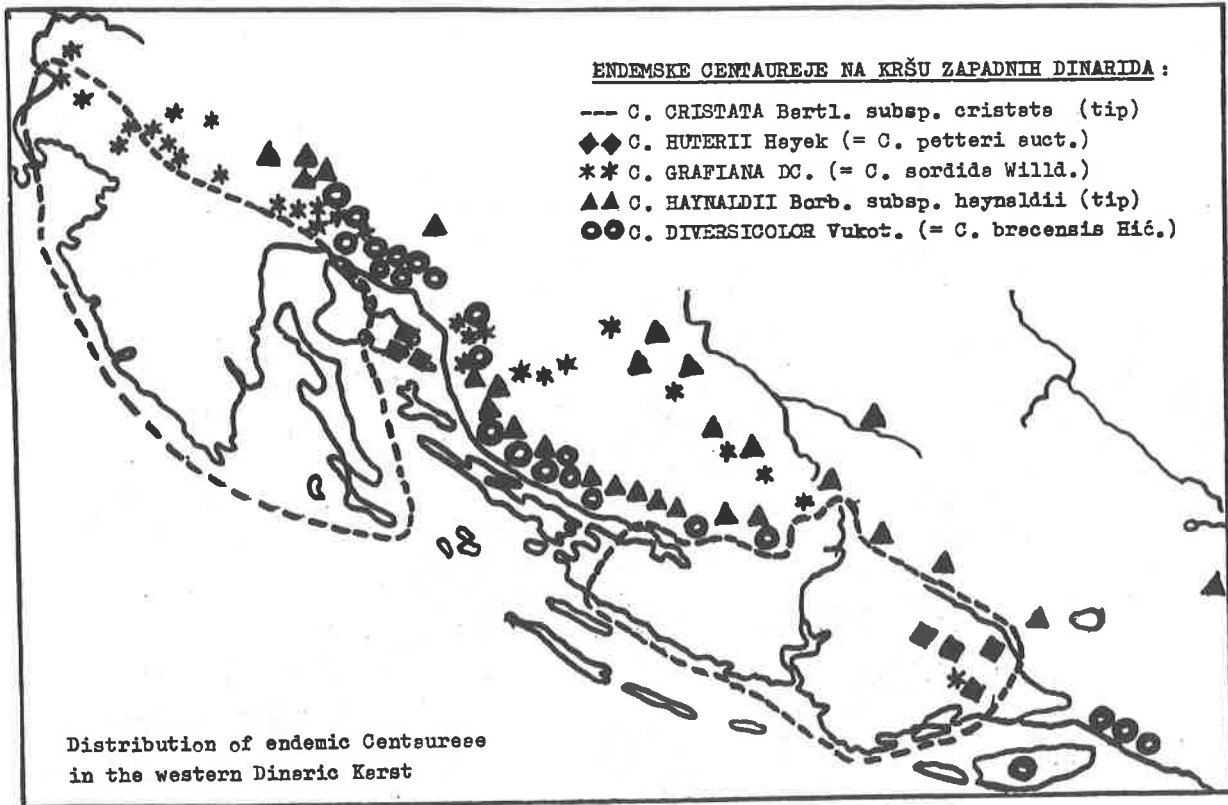 ENDEMSKE CENTAUREJE NA KRŠU ZAPADNIH DINARIDA :
--- C. CRISTATA Bartl. subsp. cristata (tip)
◆◆ C. HUTERII Hayek (= C. petteri auct.)
** C. GRAFIANA DC. (= C. sordida Willd.)
▲▲ C. HAYNALDII Borb. subsp. haynaldii (tip)
OO C. DIVERSICOLOR Vukot. (= C. bracensis Hić.)
Distribution of endemic Centaureae
in the western Dinaric Karst